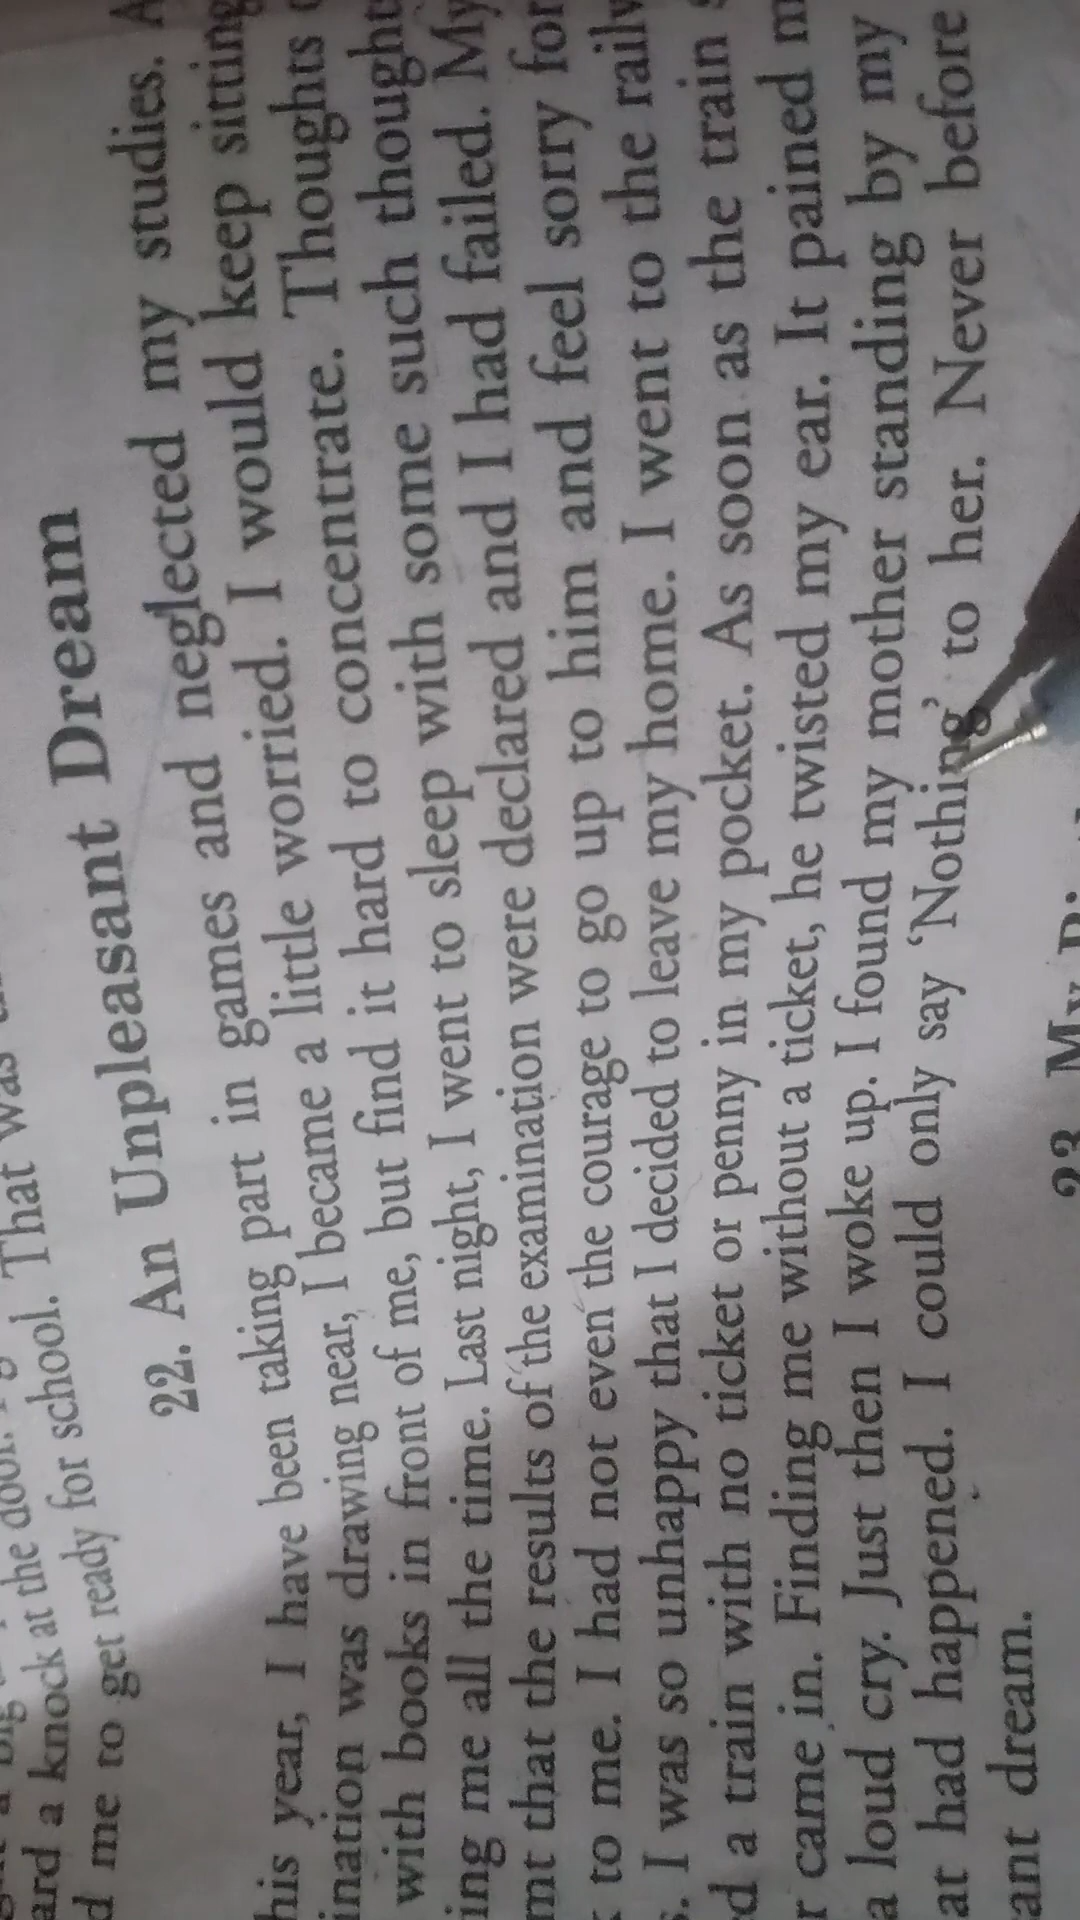 That was
ard a knock at the door.
d me to get ready for school.
22. An Unpleasant Dream
his year, I have been taking part in games and neglected my studies. A
ination was drawing near, I became a little worried. I would keep sitting
with books in front of me, but find it hard to concentrate. Thoughts
ing me all the time. Last night, I went to sleep with some such thought
mt that the results of the examination were declared and I had failed. My
to me. I had not even the courage to go up to him and feel sorry for
s. I was so unhappy that I decided to leave my home. I went to the railw
d a train with no ticket or penny in my pocket. As soon as the train s
r came in. Finding me without a ticket, he twisted my ear. It pained m
a loud cry. Just then I woke up. I found my mother standing by my
at had happened. I could only say ‘Nothing’ to her. Never before
ant dream.
23. My